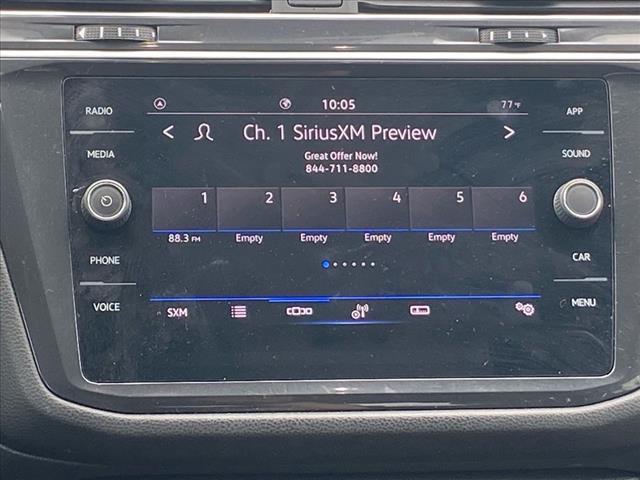 RADIO
10:05
77°F
APP
< Ch. 1 SiriusXM Preview >
MEDIA
Great Offer Now!
844-711-8800
SOUND
1 2 3 4 5 6
88.3 FM Empty Empty Empty Empty Empty
PHONE
CAR
VOICE
SXM
MENU